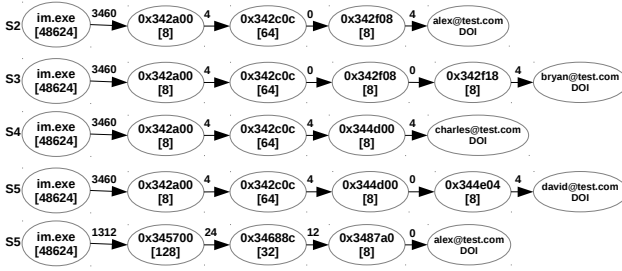 3460 4 0 4
S2 im.exe 0x342a00 0x342c0c 0x342f08 alex@test.com
[48624] [8] [64] [8] DOI
3460 4 0 0 4
S3 im.exe 0x342a00 0x342c0c 0x342f08 0x342f18 bryan@test.com
[48624] [8] [64] [8] [8] DOI
3460 4 4 4
S4 im.exe 0x342a00 0x342c0c 0x344d00 charles@test.com
[48624] [8] [64] [8] DOI
3460 4 4 0 4
S5 im.exe 0x342a00 0x342c0c 0x344d00 0x344e04 david@test.com
[48624] [8] [64] [8] [8] DOI
1312 24 12 0
S5 im.exe 0x345700 0x34688c 0x3487a0 alex@test.com
[48624] [128] [32] [8] DOI